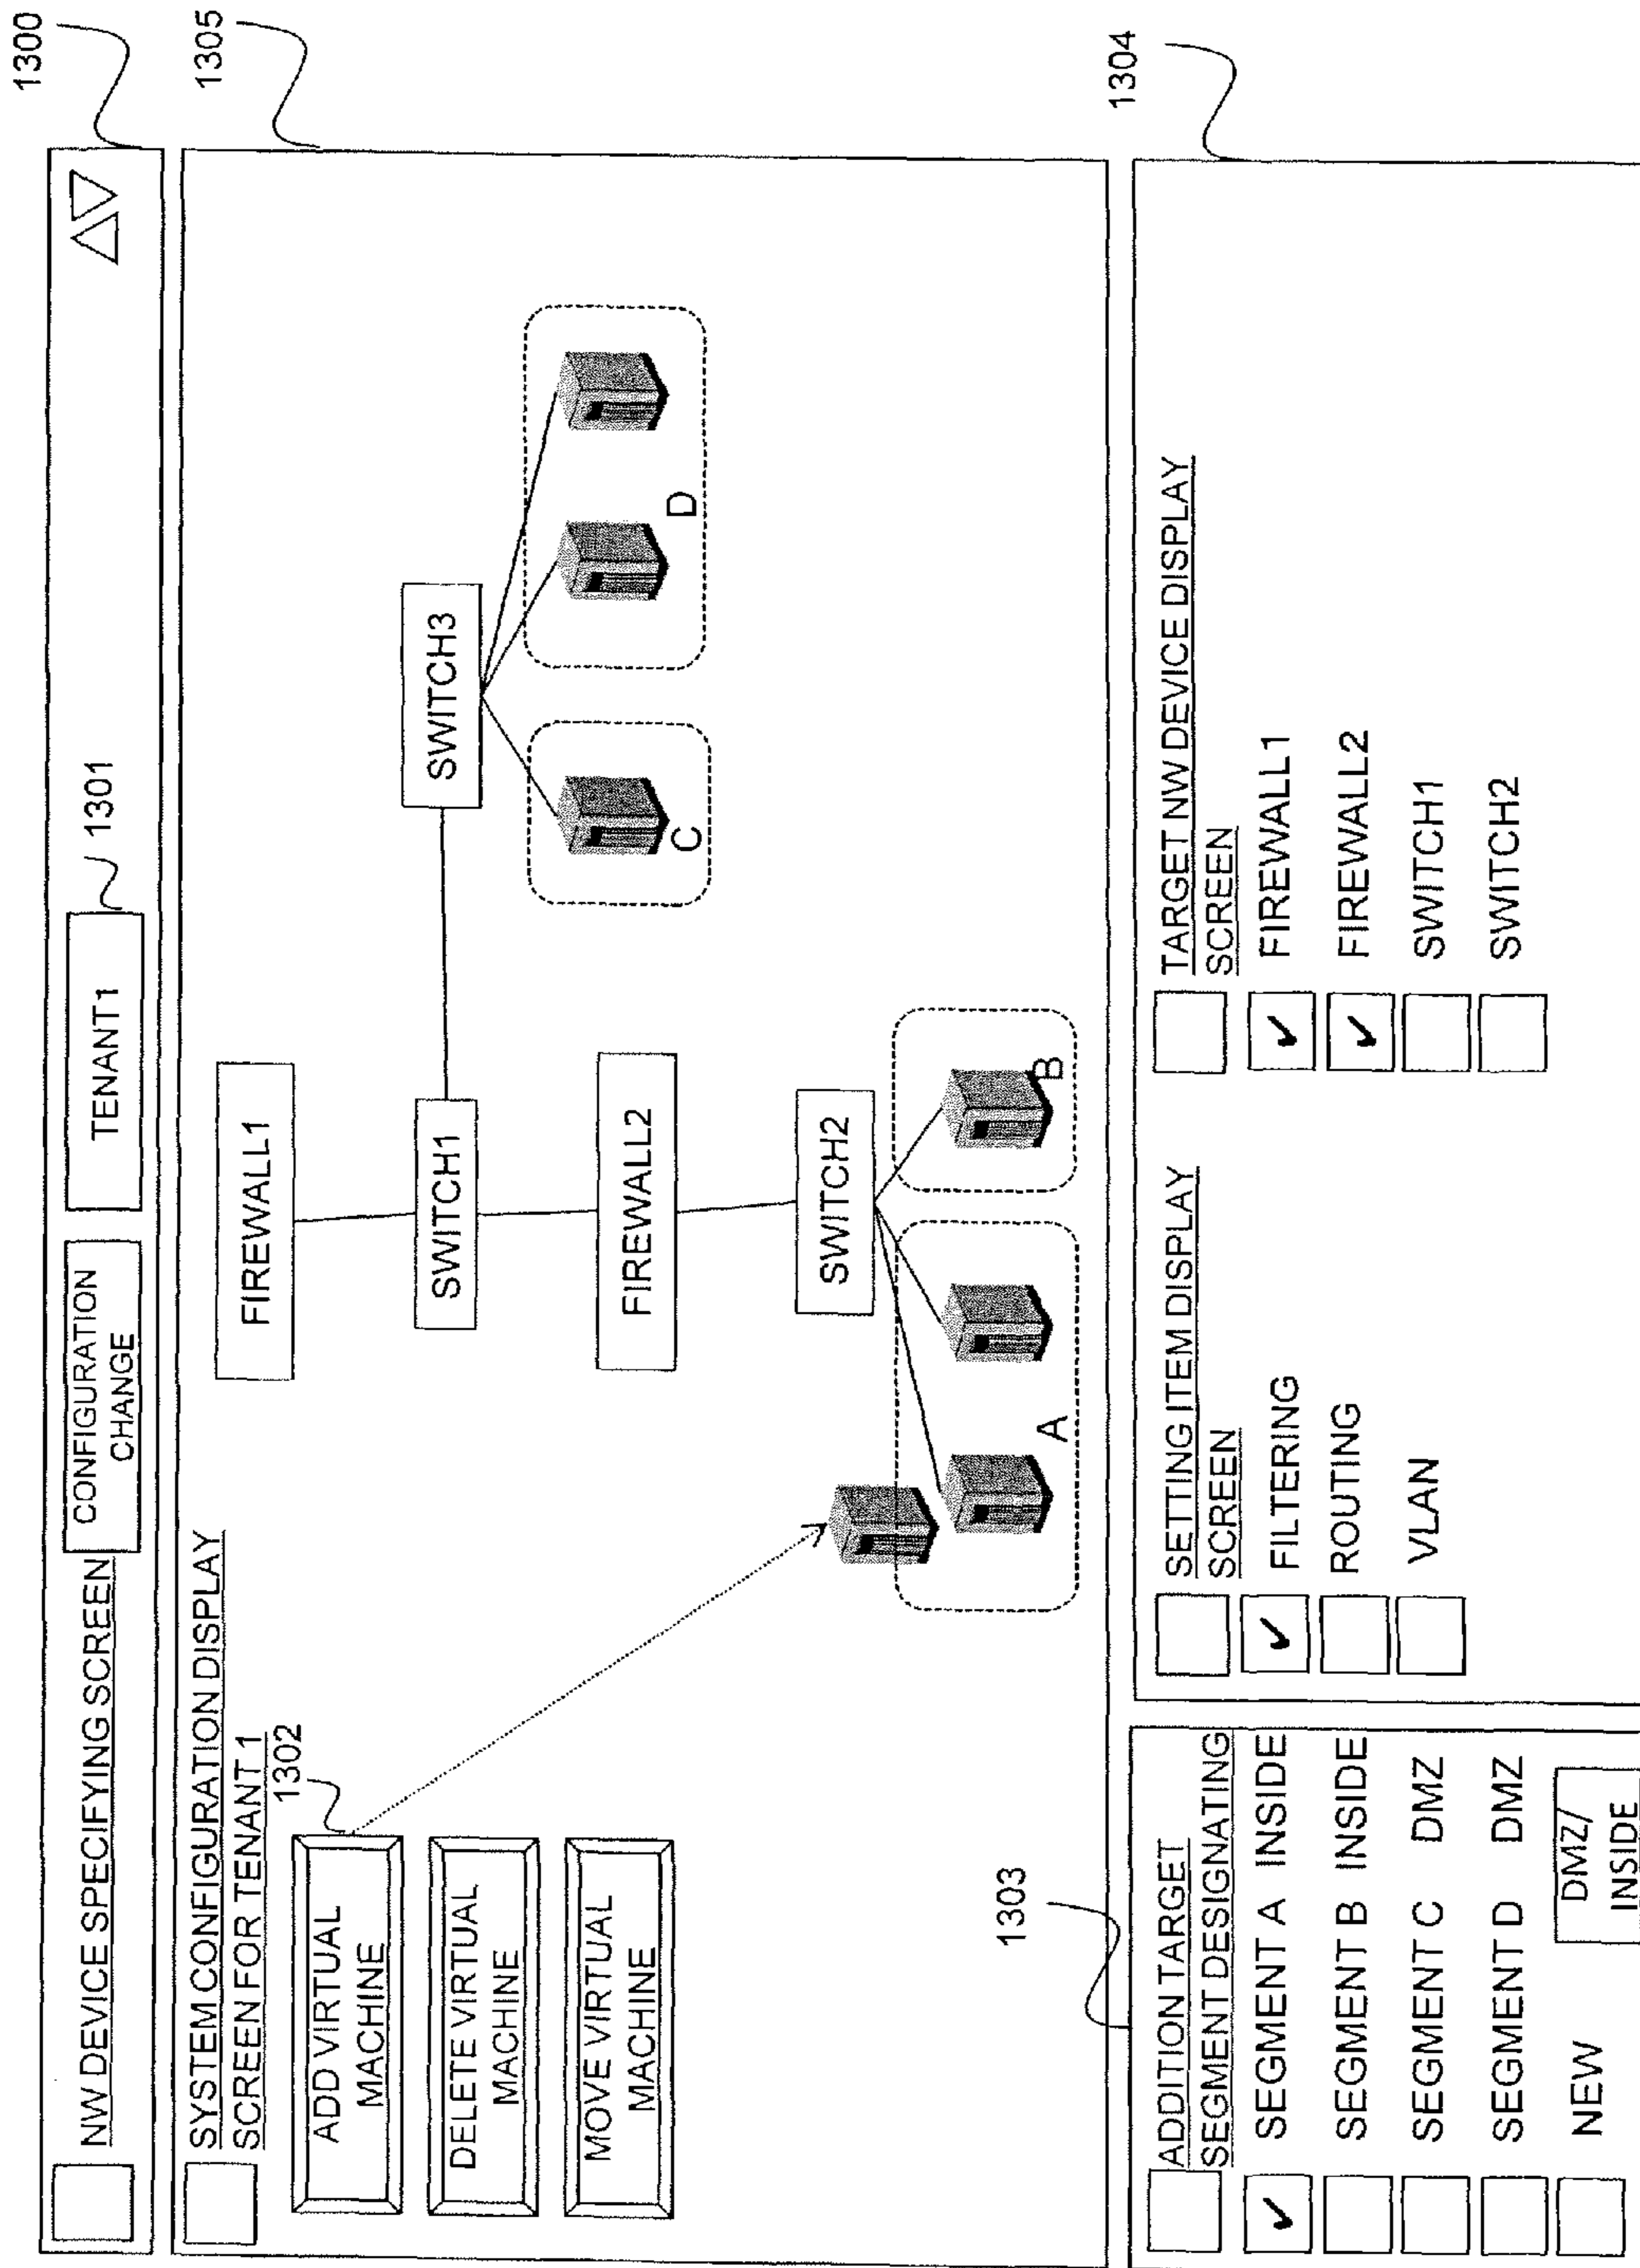 1300
NW DEVICE SPECIFYING SCREEN
CONFIGURATION
CHANGE
TENANT1
1301
1305
SYSTEM CONFIGURATION DISPLAY
SCREEN FOR TENANT 1
1302
ADD VIRTUAL
MACHINE
DELETE VIRTUAL
MACHINE
MOVE VIRTUAL
MACHINE
FIREWALL1
SWITCH1
SWITCH3
FIREWALL2
C
D
SWITCH2
A
B
1303
ADDITION TARGET
SEGMENT DESIGNATING
SEGMENT A INSIDE
SEGMENT B INSIDE
SEGMENT C DMZ
SEGMENT D DMZ
NEW
DMZ/
INSIDE
1304
SETTING ITEM DISPLAY
SCREEN
FILTERING
ROUTING
VLAN
TARGET NW DEVICE DISPLAY
SCREEN
FIREWALL1
FIREWALL2
SWITCH1
SWITCH2